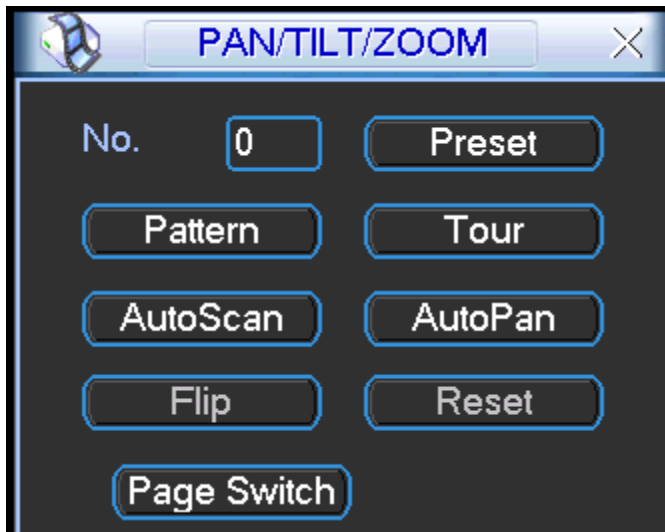 PAN/TILT/ZOOM
No. 0 Preset
Pattern Tour
AutoScan AutoPan
Flip Reset
Page Switch